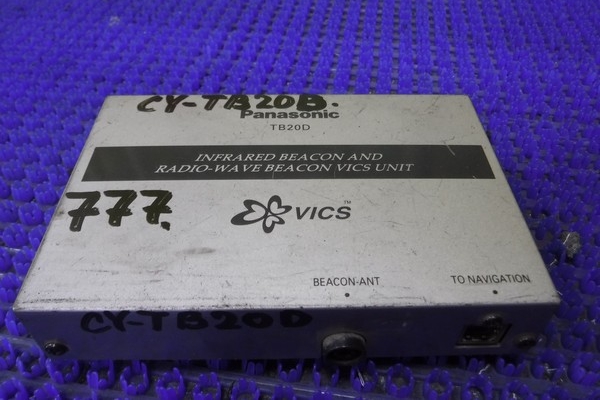 CY-TB20D.
Panasonic
TB20D
INFRARED BEACON AND
RADIO-WAVE BEACON VICS UNIT
777.
VICS™
BEACON-ANT
TO NAVIGATION
CY-TB20D